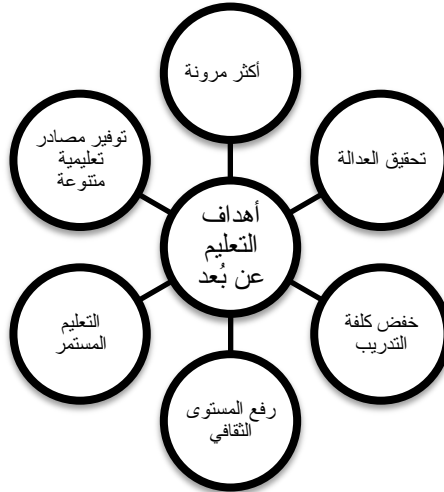 أكثر مرونة
تحقيق العدالة
خفض كلفة
التدريب
رفع المستوى
الثقافي
التعليم
المستمر
توفير مصادر
تعليمية
متنوعة
أهداف
التعليم
عن بُعد